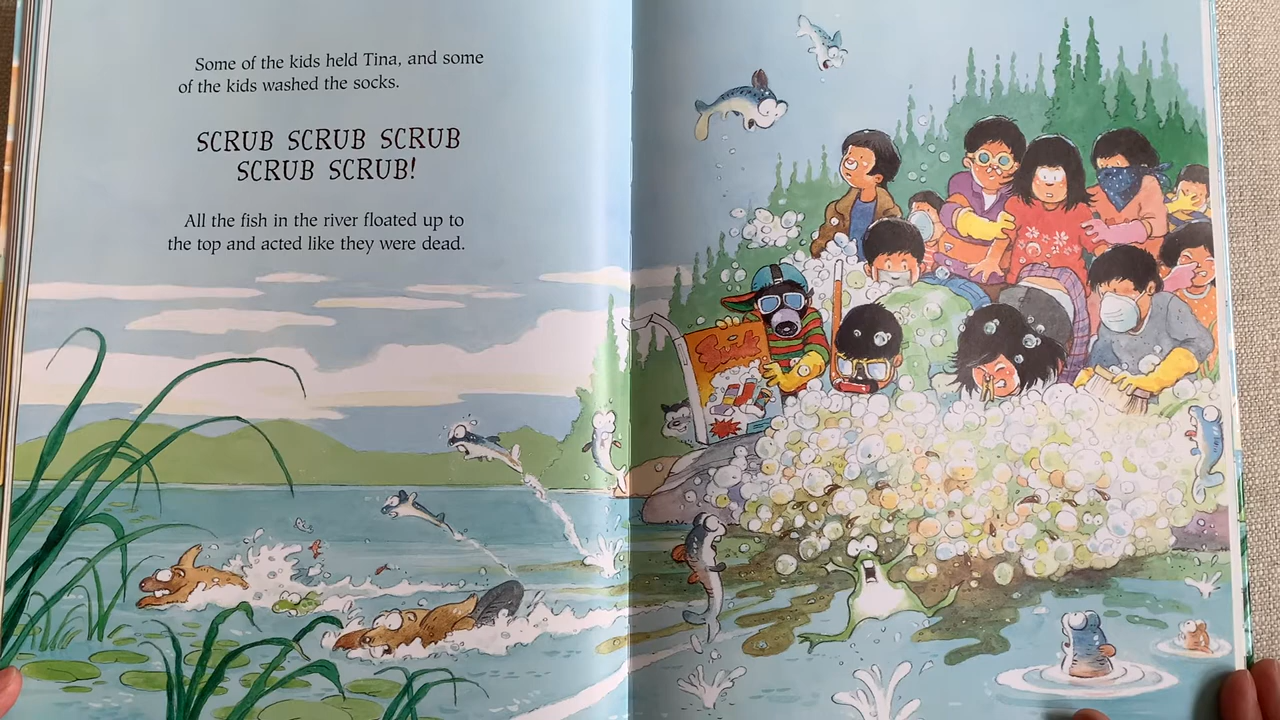 Some of the kids held Tina, and some
of the kids washed the socks.
SCRUB SCRUB SCRUB
SCRUB SCRUB!
All the fish in the river floated up to
the top and acted like they were dead.